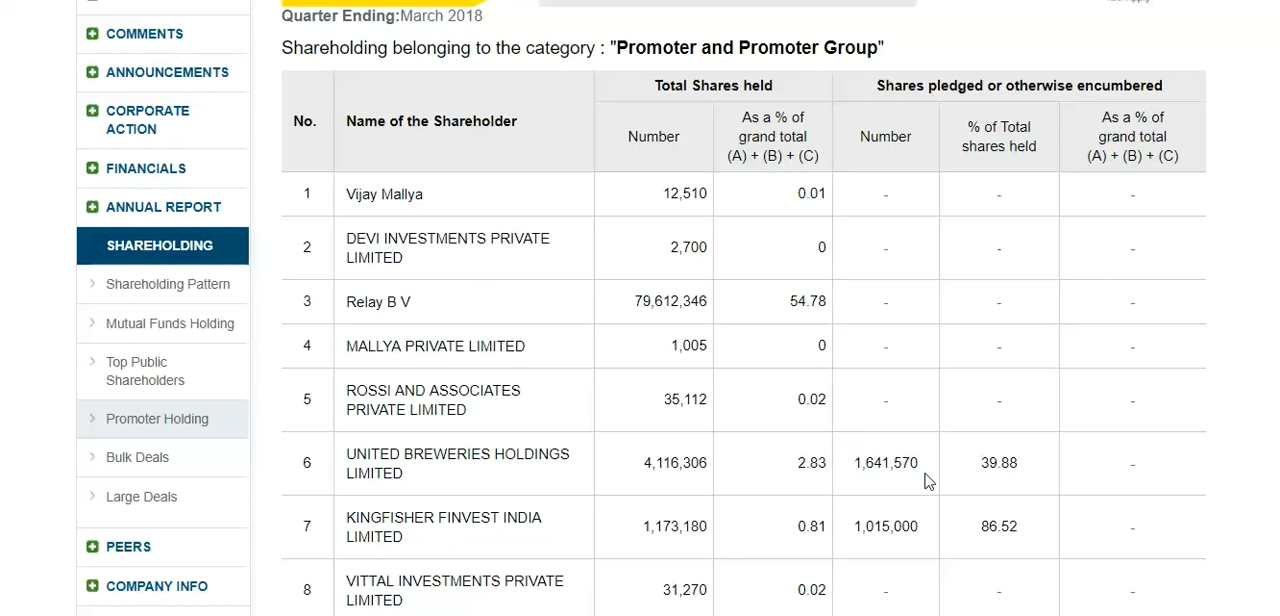 Quarter Ending:March 2018
Shareholding belonging to the category : "Promoter and Promoter Group"
COMMENTS
ANNOUNCEMENTS
CORPORATE
ACTION
FINANCIALS
ANNUAL REPORT
SHAREHOLDING
Shareholding Pattern
Mutual Funds Holding
Top Public
Shareholders
Promoter Holding
Bulk Deals
Large Deals
PEERS
COMPANY INFO
Total Shares held Shares pledged or otherwise encumbered
No. Name of the Shareholder
Number As a % of grand total (A) + (B) + (C) Number % of Total shares held As a % of grand total (A) + (B) + (C)
1 Vijay Mallya 12,510 0.01 - - -
2 DEVI INVESTMENTS PRIVATE
LIMITED 2,700 0 - - -
3 Relay B V 79,612,346 54.78 - - -
4 MALLYA PRIVATE LIMITED 1,005 0 - - -
5 ROSSI AND ASSOCIATES
PRIVATE LIMITED 35,112 0.02 - - -
6 UNITED BREWERIES HOLDINGS
LIMITED 4,116,306 2.83 1,641,570 39.88 -
7 KINGFISHER FINVEST INDIA
LIMITED 1,173,180 0.81 1,015,000 86.52 -
8 VITTAL INVESTMENTS PRIVATE
LIMITED 31,270 0.02 - - -